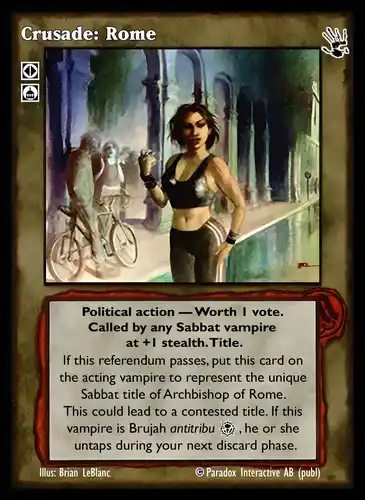 Crusade: Rome
Political action — Worth 1 vote.
Called by any Sabbat vampire
at +1 stealth. Title.
If this referendum passes, put this card on
the acting vampire to represent the unique
Sabbat title of Archbishop of Rome.
This could lead to a contested title. If this
vampire is Brujah antitribu , he or she
untaps during your next discard phase.
Illus: Brian LeBlanc
© Paradox Interactive AB (publ)